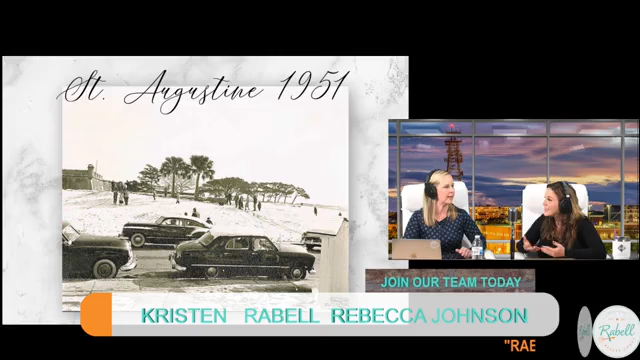 St. Augustine 1951
JOIN OUR TEAM TODAY
KRISTEN RABELL REBECCA JOHNSON
"RAE
Rabell